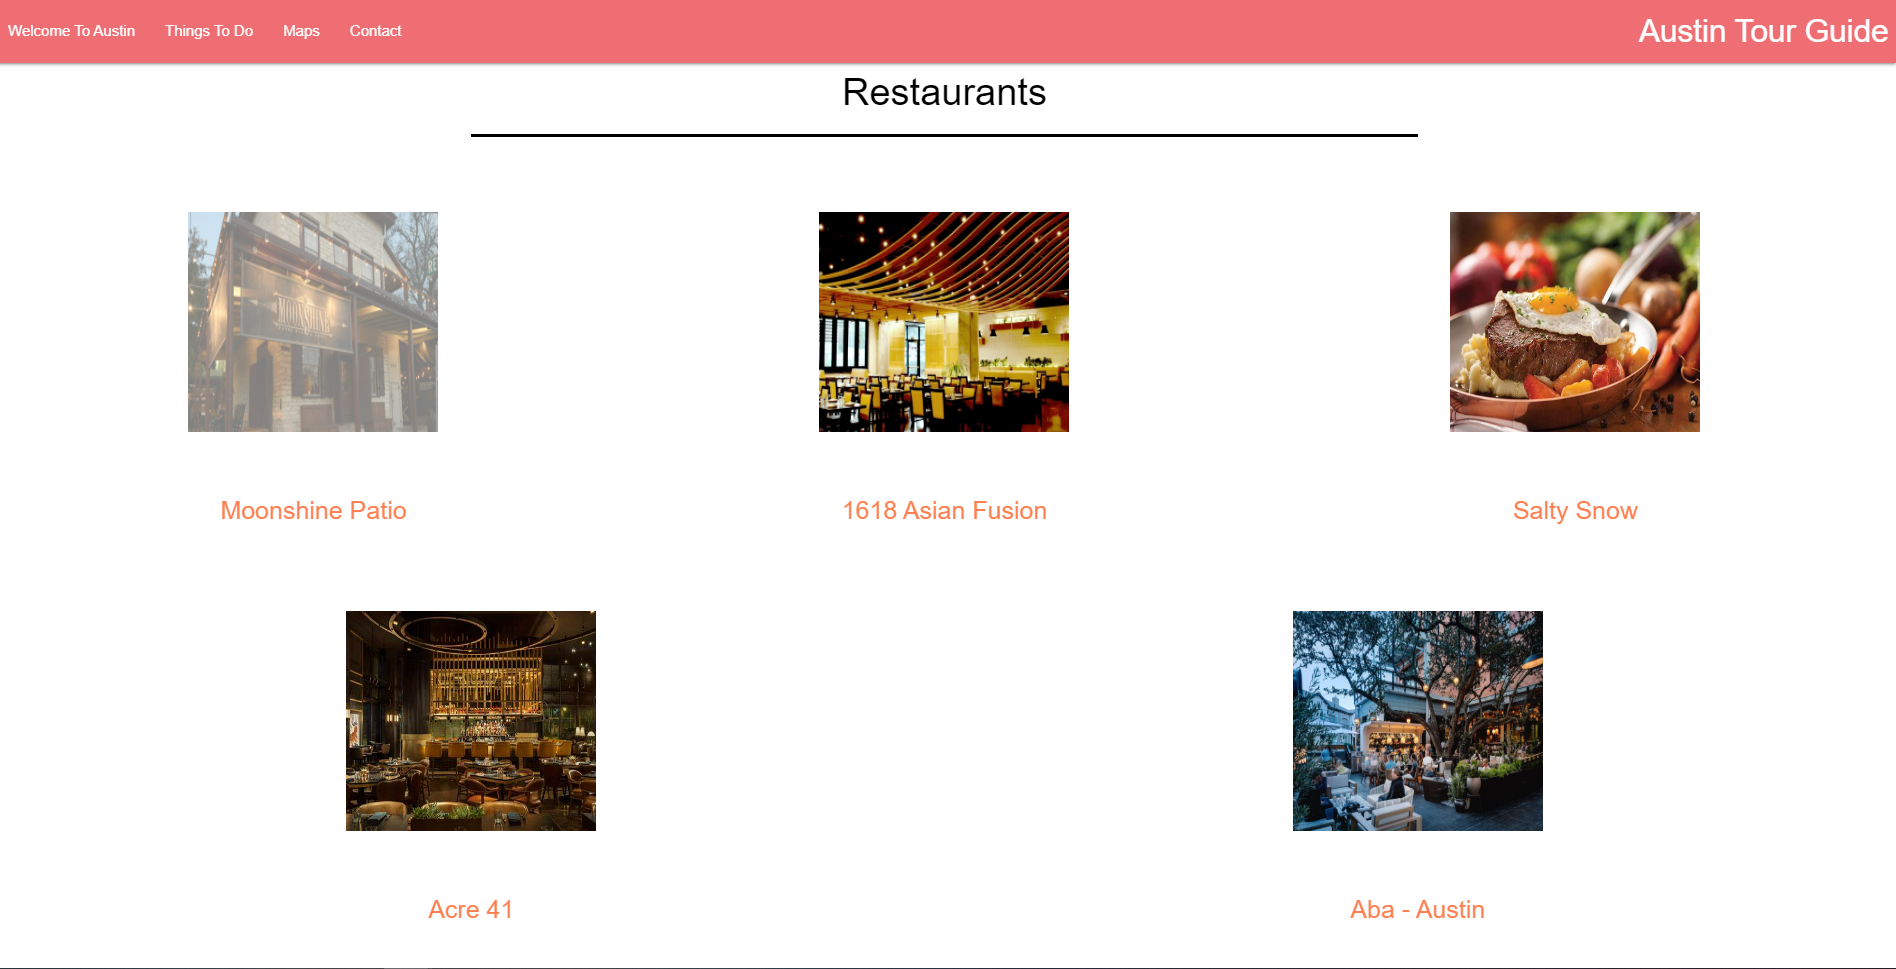 Welcome To Austin Things To Do Maps Contact Austin Tour Guide
Restaurants
MOONSHINE
Moonshine Patio 1618 Asian Fusion Salty Snow
Acre 41 Aba - Austin